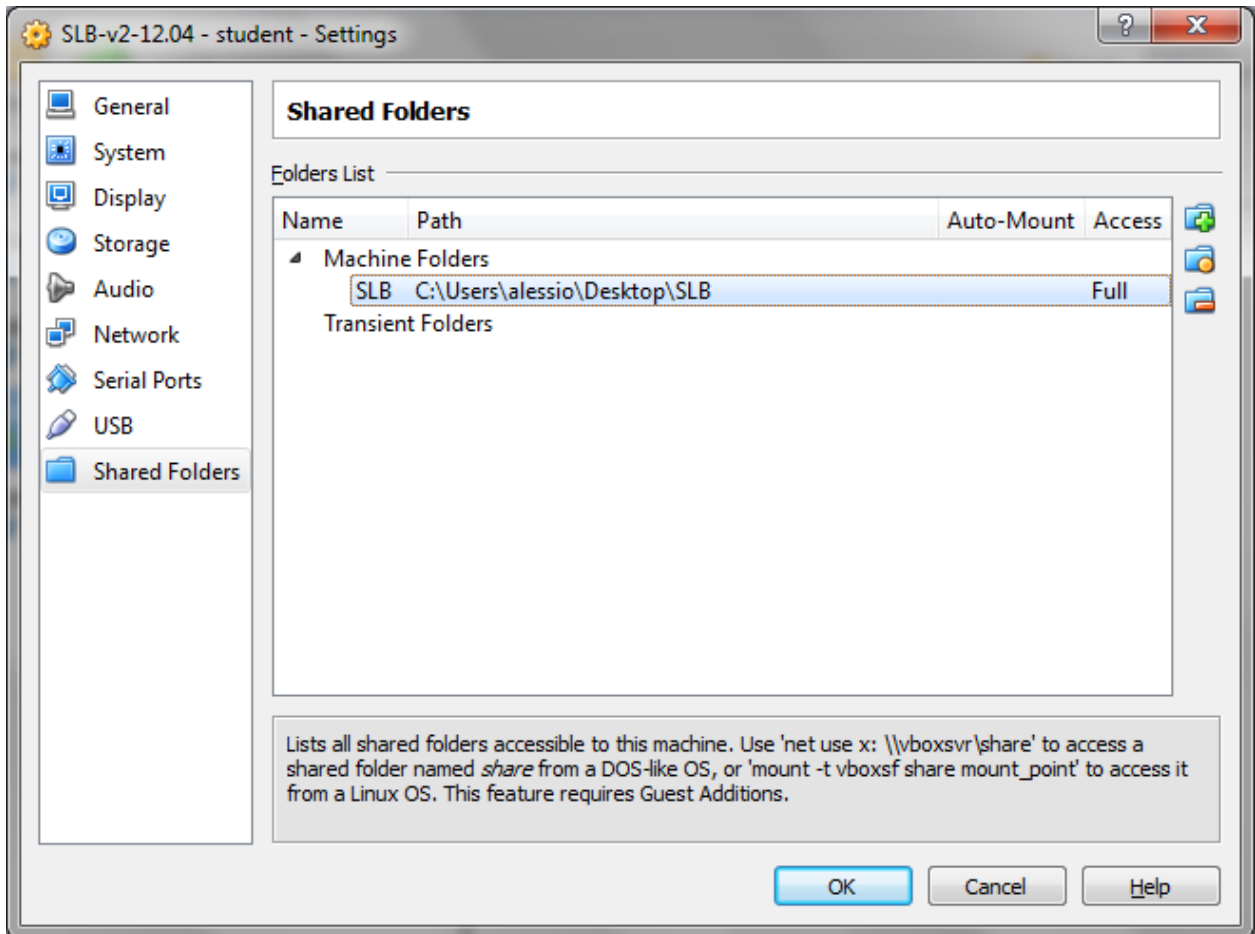 SLB-v2-12.04 - student - Settings
General
System
Display
Storage
Audio
Network
Serial Ports
USB
Shared Folders
Shared Folders
Folders List
Name Path Auto-Mount Access
Machine Folders
SLB C:\Users\alessio\Desktop\SLB Full
Transient Folders
Lists all shared folders accessible to this machine. Use 'net use x: \\vboxsvr\share' to access a
shared folder named share from a DOS-like OS, or 'mount -t vboxsf share mount_point' to access it
from a Linux OS. This feature requires Guest Additions.
OK Cancel Help